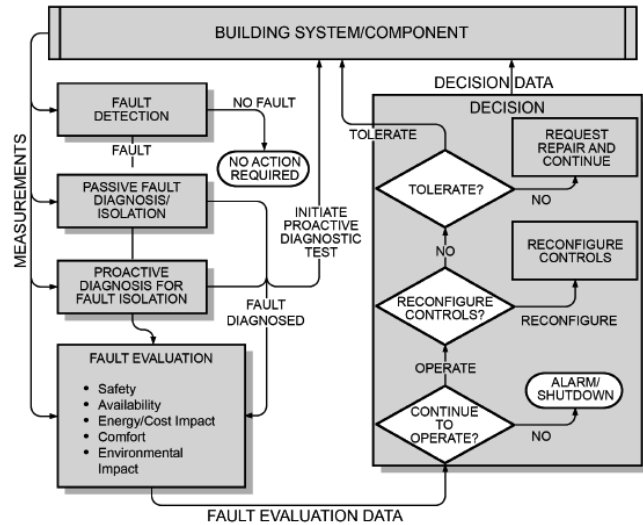 BUILDING SYSTEM/COMPONENT
MEASUREMENTS
FAULT
DETECTION
NO FAULT
NO ACTION
REQUIRED
FAULT
PASSIVE FAULT
DIAGNOSIS/
ISOLATION
PROACTIVE
DIAGNOSIS FOR
FAULT ISOLATION
INITIATE
PROACTIVE
DIAGNOSTIC
TEST
FAULT
DIAGNOSED
FAULT EVALUATION
• Safety
• Availability
• Energy/Cost Impact
• Comfort
• Environmental
Impact
FAULT EVALUATION DATA
DECISION DATA
DECISION
TOLERATE
REQUEST
REPAIR AND
CONTINUE
TOLERATE?
NO
NO
RECONFIGURE
CONTROLS
RECONFIGURE
CONTROLS?
RECONFIGURE
OPERATE
ALARM/
SHUTDOWN
CONTINUE
TO
OPERATE?
NO